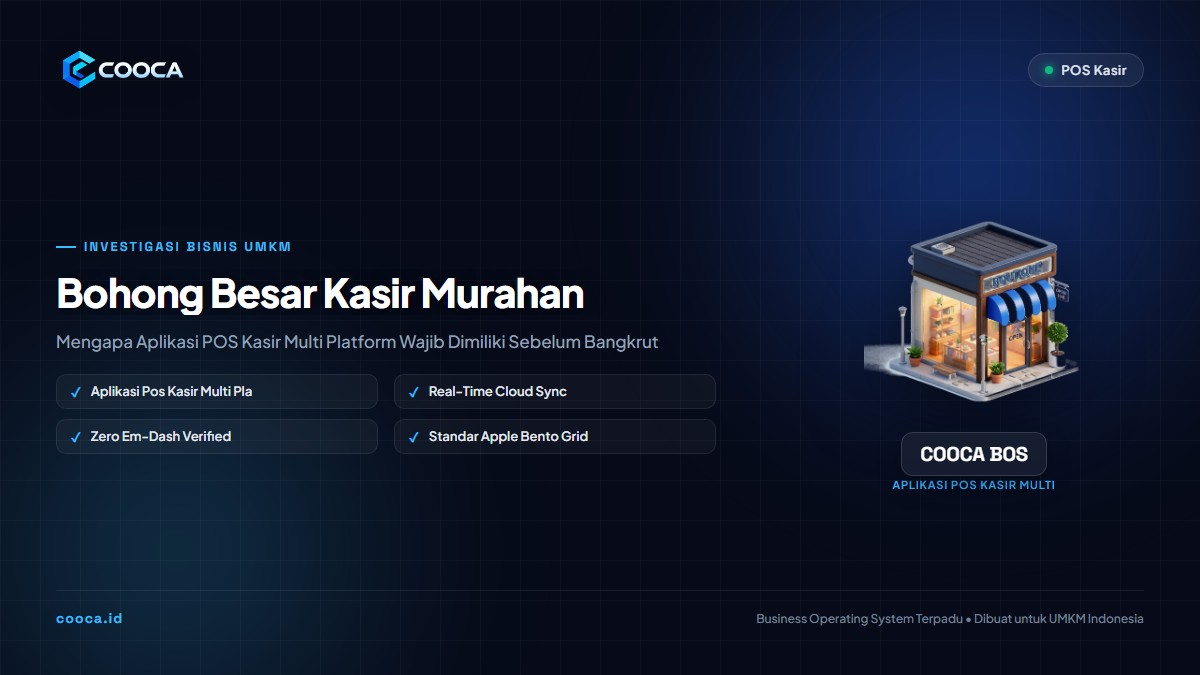 COOCA
POS Kasir
INVESTIGASI BISNIS UMKM
Bohong Besar Kasir Murahan
Mengapa Aplikasi POS Kasir Multi Platform Wajib Dimiliki Sebelum Bangkrut
✓ Aplikasi Pos Kasir Multi Pla
✓ Real-Time Cloud Sync
✓ Zero Em-Dash Verified
✓ Standar Apple Bento Grid
OPEN
COOCA BOS
APLIKASI POS KASIR MULTI
cooca.id
Business Operating System Terpadu • Dibuat untuk UMKM Indonesia